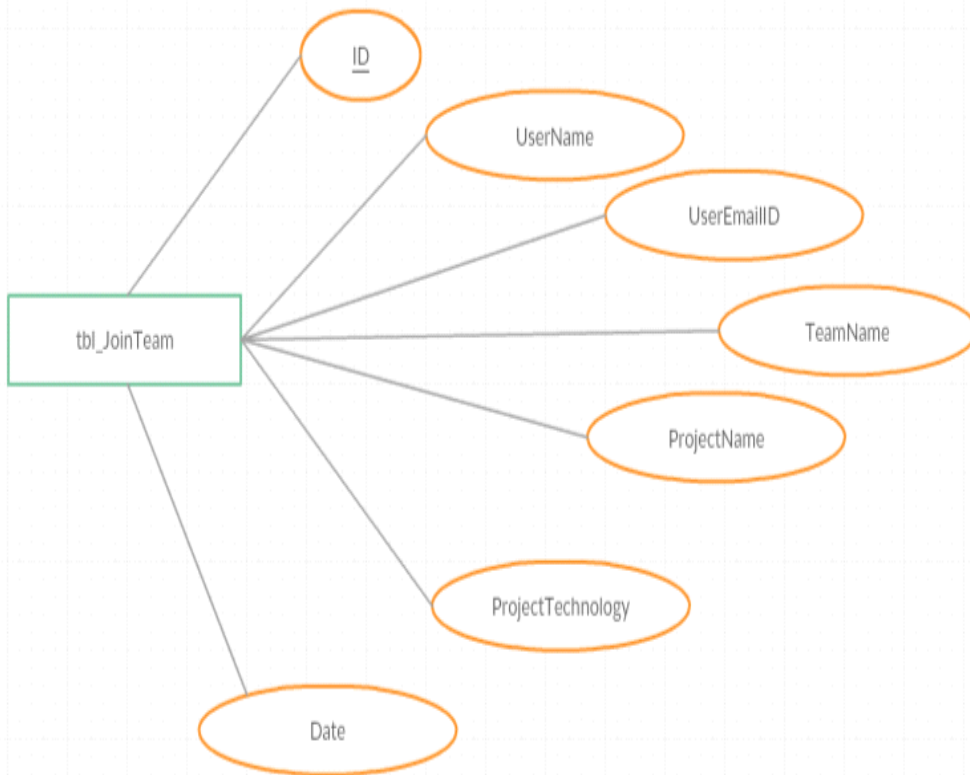 ID
UserName
UserEmailID
tbl_JoinTeam
TeamName
ProjectName
ProjectTechnology
Date